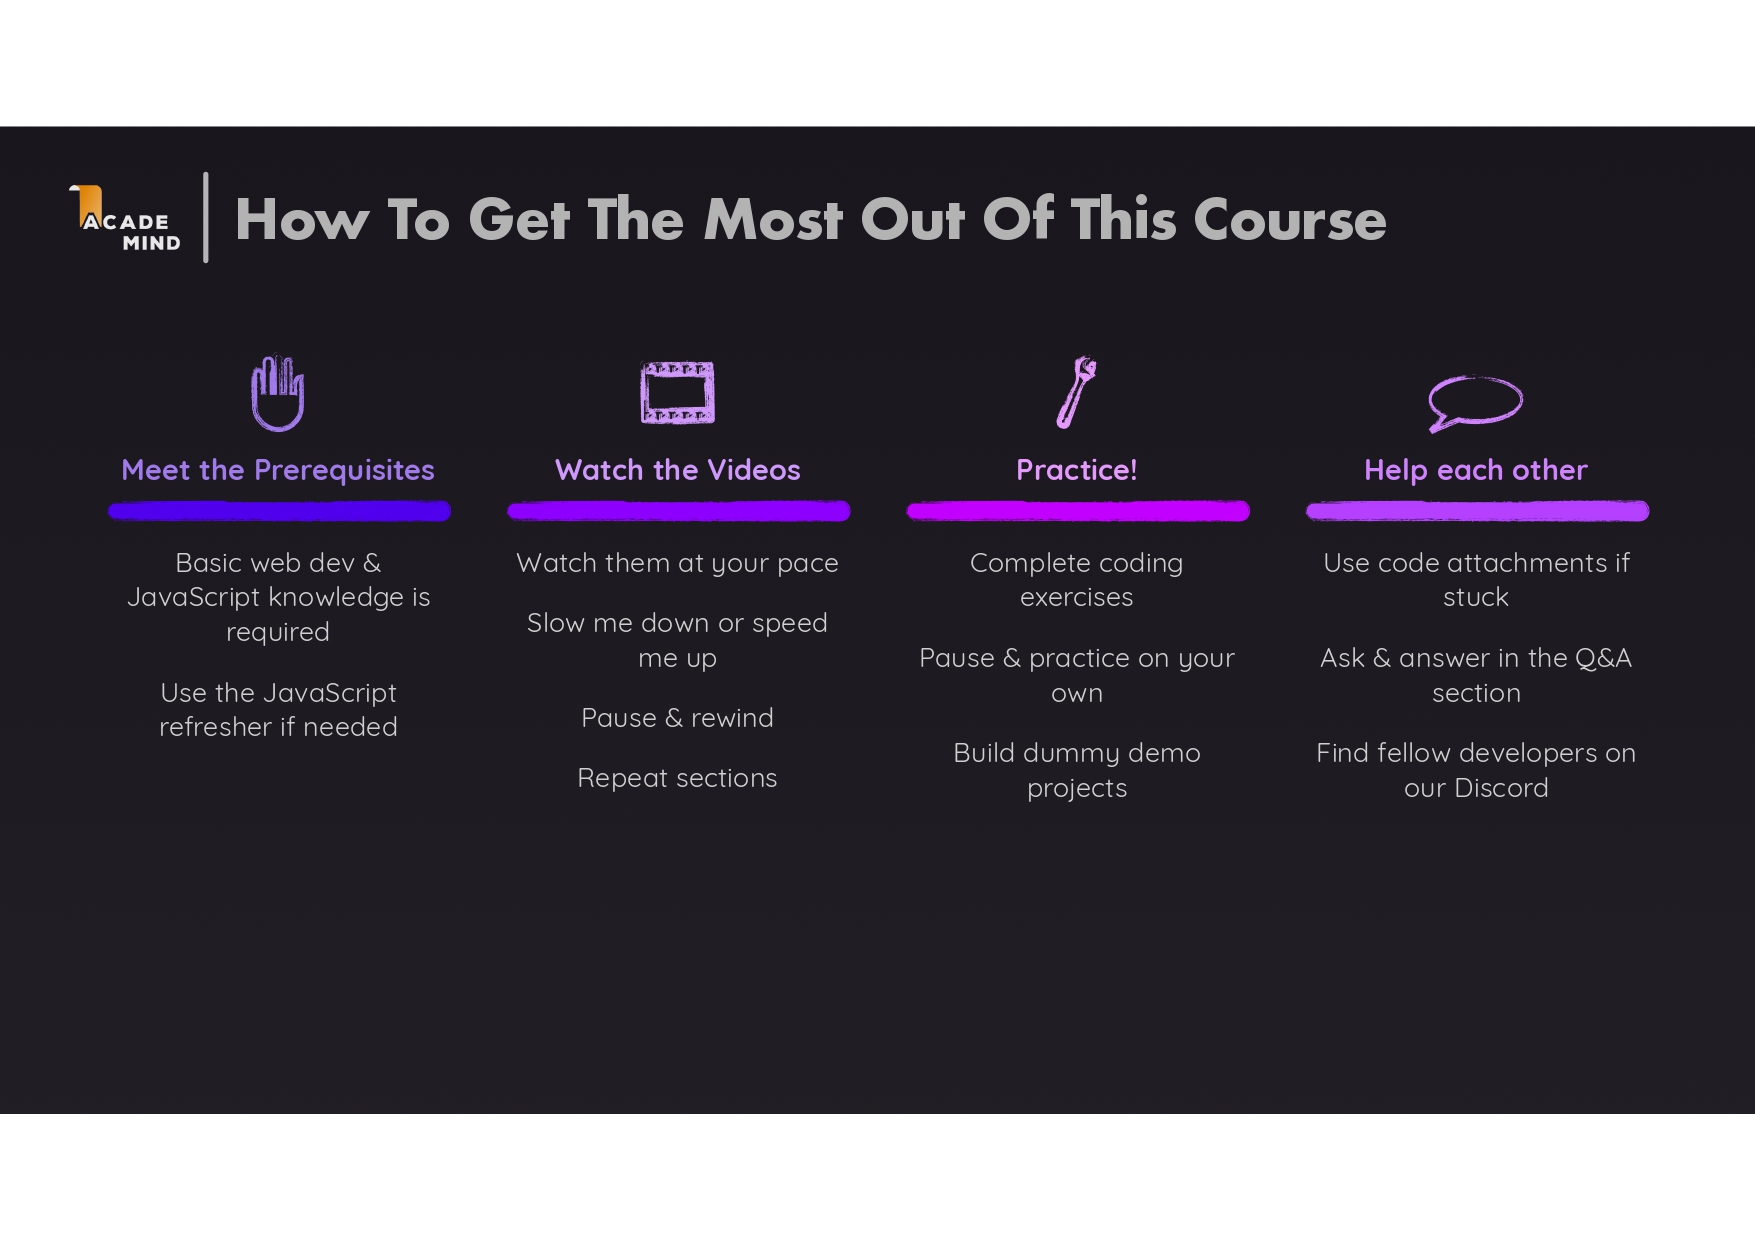 ACADE
MIND
How To Get The Most Out Of This Course
Meet the Prerequisites
Basic web dev &
JavaScript knowledge is
required
Use the JavaScript
refresher if needed
Watch the Videos
Watch them at your pace
Slow me down or speed
me up
Pause & rewind
Repeat sections
Practice!
Complete coding
exercises
Pause & practice on your
own
Build dummy demo
projects
Help each other
Use code attachments if
stuck
Ask & answer in the Q&A
section
Find fellow developers on
our Discord